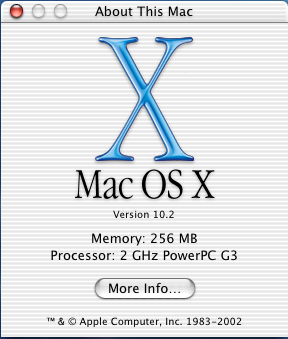 About This Mac
X
Mac OS X
Version 10.2
Memory: 256 MB
Processor: 2 GHz PowerPC G3
More Info...
™ & © Apple Computer, Inc. 1983-2002